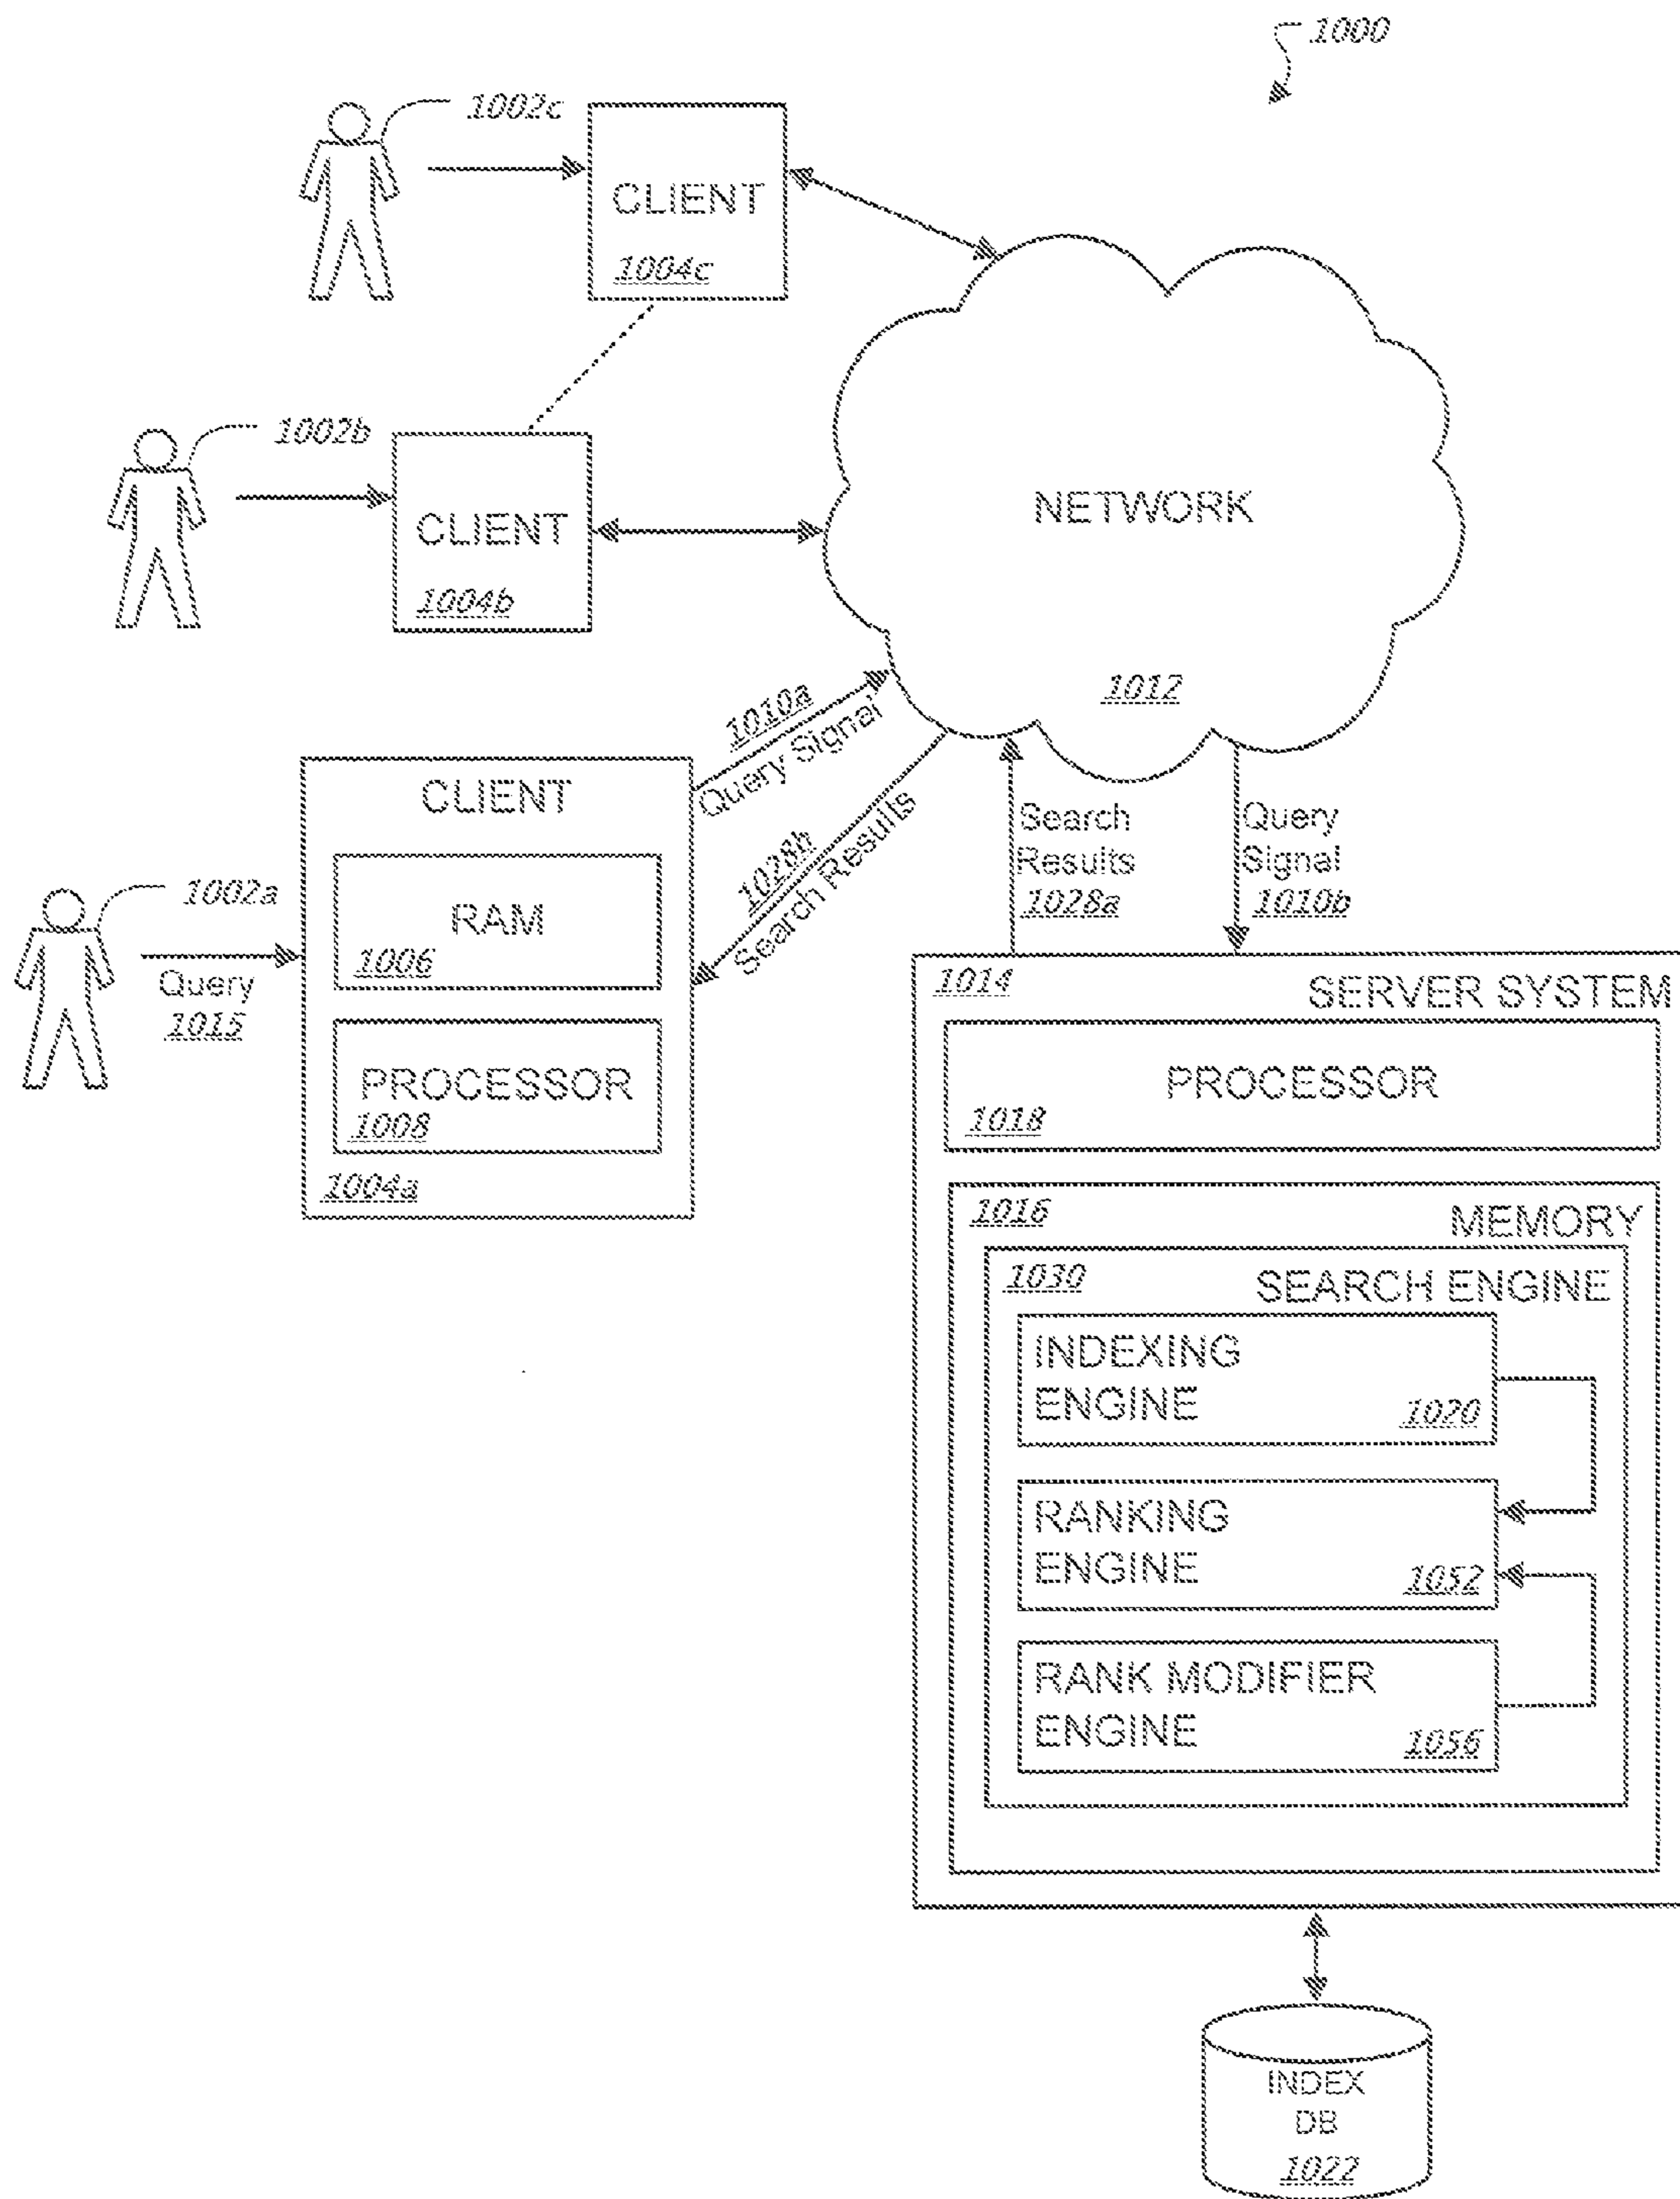 1000
1002c
CLIENT
1004c
1002b
CLIENT
1004b
NETWORK
1012
1010a
Query Signal
1028b
Search Results
Search
Results
1028a
Query
Signal
1010b
CLIENT
RAM
1006
PROCESSOR
1008
1004a
1002a
Query
1015
1014
SERVER SYSTEM
PROCESSOR
1018
1016
MEMORY
1030
SEARCH ENGINE
INDEXING
ENGINE
1020
RANKING
ENGINE
1052
RANK MODIFIER
ENGINE
1056
INDEX
DB
1022